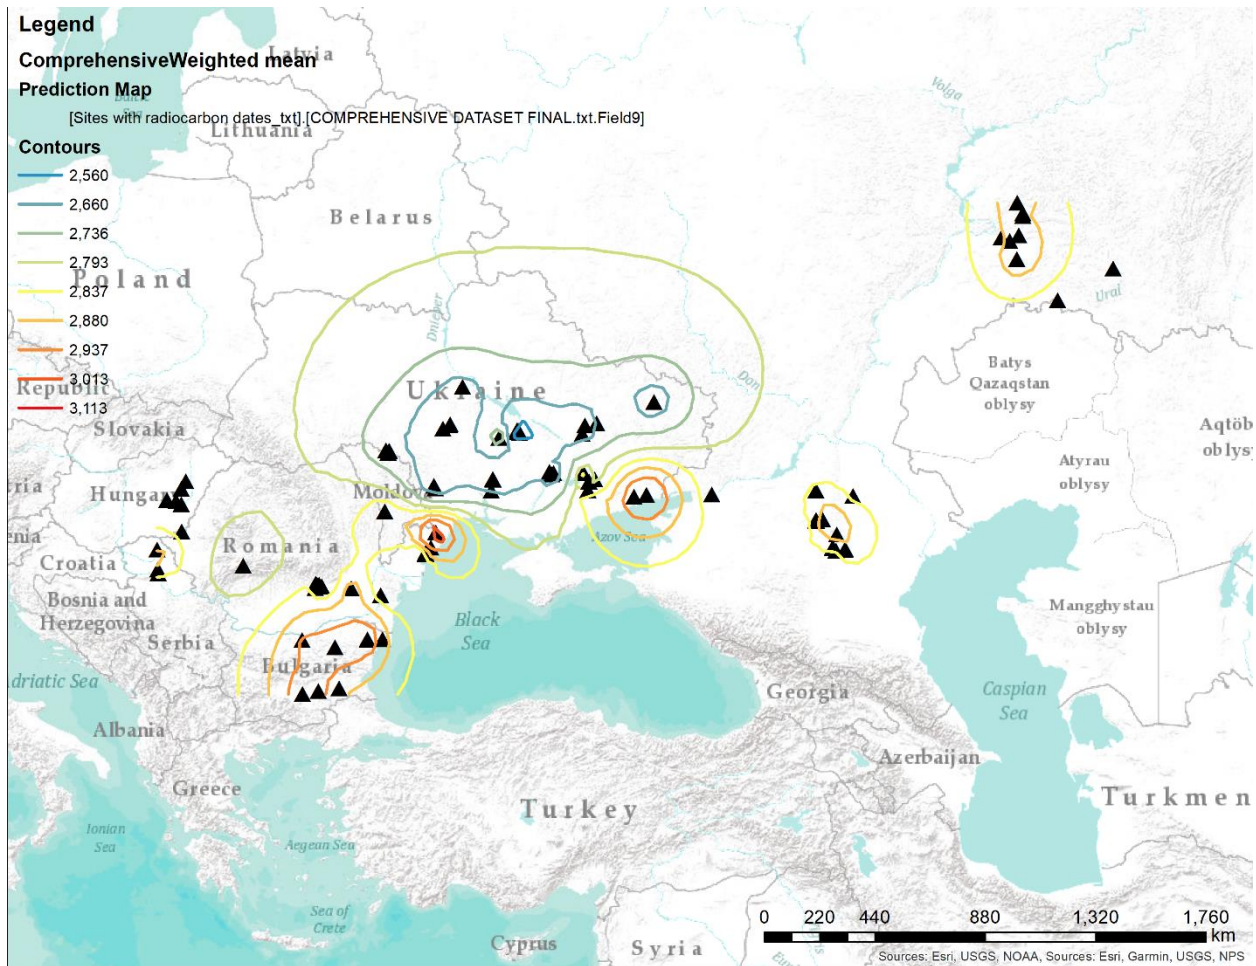 Legend
ComprehensiveWeighted mean
Prediction Map
[Sites with radiocarbon dates_txt].[COMPREHENSIVE DATASET FINAL.txt.Field9]
Contours
2,560
2,660
2,736
2,793
2,837
2,880
2,937
3,013
3,113
Latvia
Baltic
Sea
Lithuania
Belarus
Poland
Volga
Dnieper
Ural
Don
Batys
Qazaqstan
oblysy
Republic
Ukraine
Slovakia
Aqtöb
oblysy
Atyrau
oblysy
Hungary
Moldova
Azov Sea
Romania
Croatia
Bosnia and
Herzegovina
Serbia
Black
Sea
Mangghystau
oblysy
Bulgaria
driatic Sea
Georgia
Caspian
Sea
Albania
Azerbaijan
Greece
Turkey
Turkmen
Ionian
Sea
Aegean Sea
Sea of
Crete
Cyprus
Syria
0 220 440 880 1,320 1,760
km
Sources: Esri, USGS, NOAA, Sources: Esri, Garmin, USGS, NPS